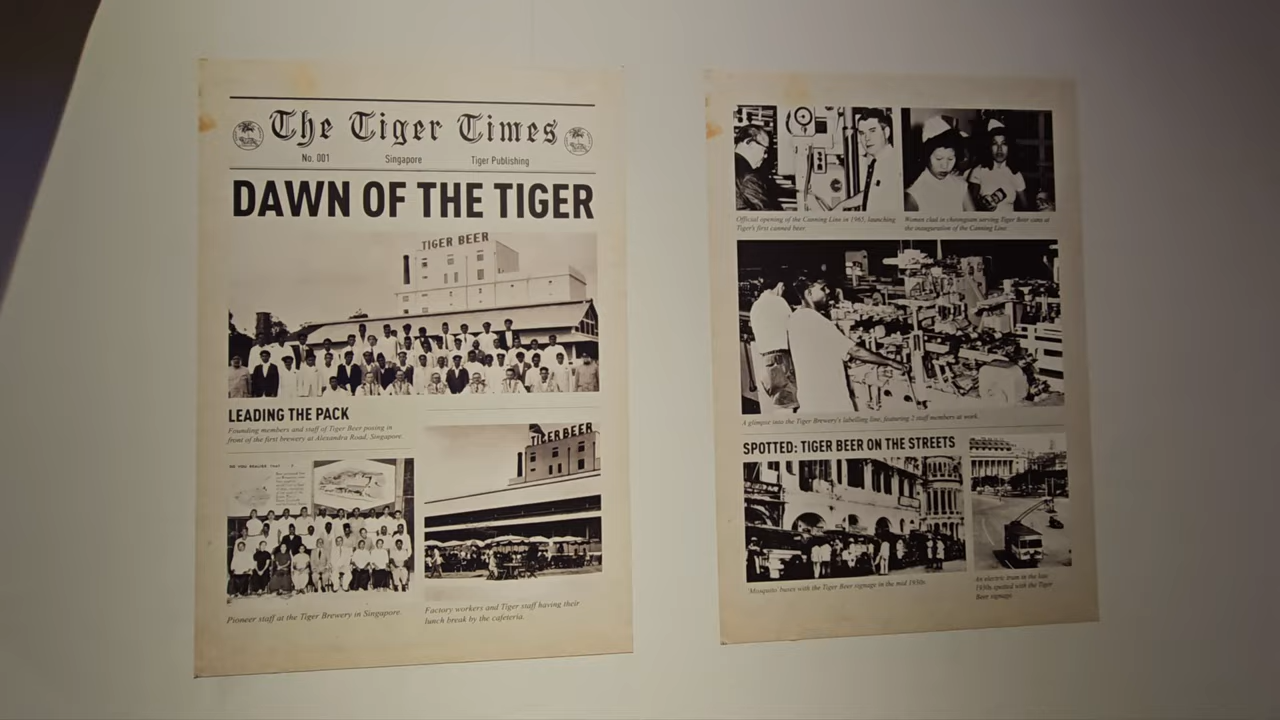 The Tiger Times
No. 001 Singapore Tiger Publishing
DAWN OF THE TIGER
TIGER BEER
LEADING THE PACK
Founding members and staff of Tiger Beer posing in
front of the first brewery at Alexandra Road, Singapore.
DO YOU REALISE THAT
Pioneer staff at the Tiger Brewery in Singapore.
TIGER BEER
Factory workers and Tiger staff having their
lunch break by the cafeteria.
Official opening of the Canning Line in 1965, launching
Tiger's first canned beer
Women clad in cheongsam serving Tiger Beer cans at
the inauguration of the Canning Line
A glimpse into the Tiger Brewery's labelling line, featuring 2 staff members at work.
SPOTTED: TIGER BEER ON THE STREETS
Mosquito buses with the Tiger Beer signage in the mid 1930s
An electric tram in the late
1930s, spotted with the Tiger
Beer signage